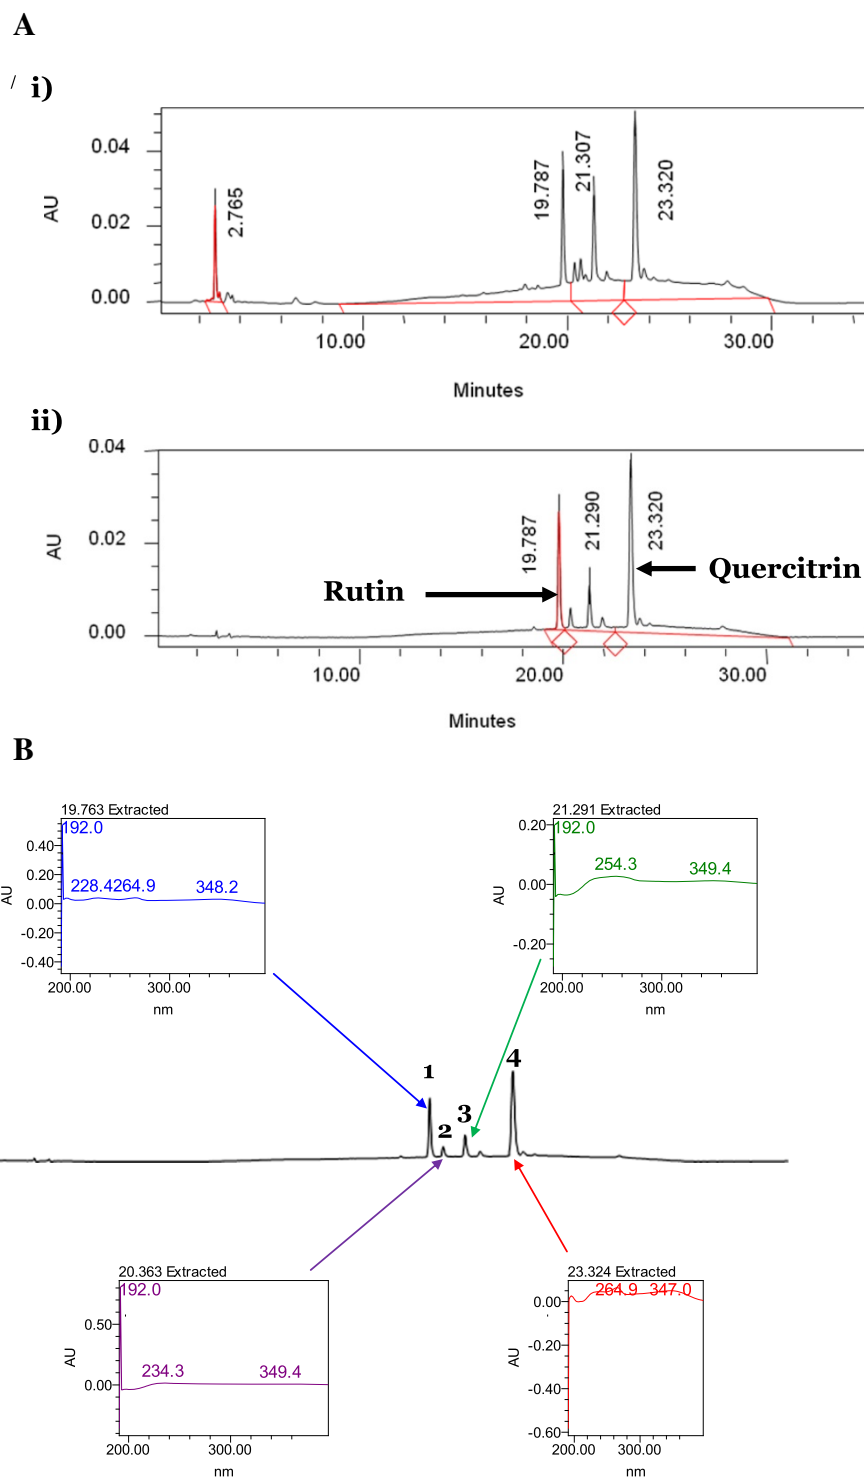 A
/ i)
0.04
0.02
0.00
AU
2.765
19.787
21.307
23.320
10.00 20.00 30.00
Minutes
ii)
0.04
0.02
0.00
AU
19.787
21.290
23.320
Rutin
Quercitrin
10.00 20.00 30.00
Minutes
B
19.763 Extracted
192.0
228.4264.9 348.2
AU
0.40
0.20
0.00
-0.20
-0.40
200.00 300.00
nm
21.291 Extracted
192.0
254.3 349.4
AU
0.20
0.00
-0.20
200.00 300.00
nm
1
2
3
4
20.363 Extracted
192.0
234.3 349.4
AU
0.50
0.00
200.00 300.00
nm
23.324 Extracted
264.9 347.0
AU
0.00
-0.20
-0.40
-0.60
200.00 300.00
nm